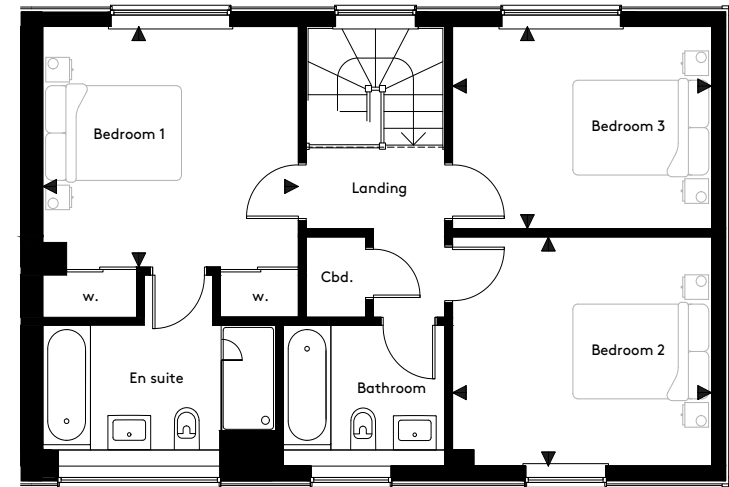 Bedroom 1
Bedroom 3
Landing
Cbd.
w.
w.
Bedroom 2
En suite
Bathroom